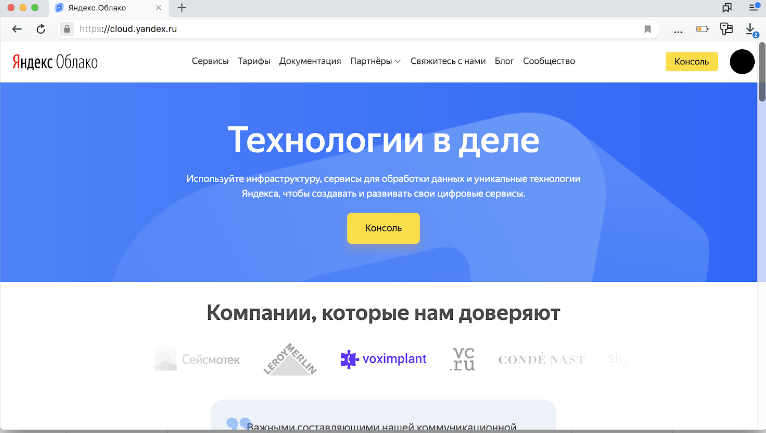 Яндекс.Облако
https://cloud.yandex.ru
2
Яндекс Облако
Сервисы Тарифы Документация Партнёры Свяжитесь с нами Блог Сообщество
Консоль
Технологии в деле
Используйте инфраструктуру, сервисы для обработки данных и уникальные технологии
Яндекса, чтобы создавать и развивать свои цифровые сервисы.
Консоль
Компании, которые нам доверяют
Сейсмотек
LEROY MERLIN
voximplant
vc
.ru
CONDÉ NAST
sky
Важными составляющими нашей коммуникационной